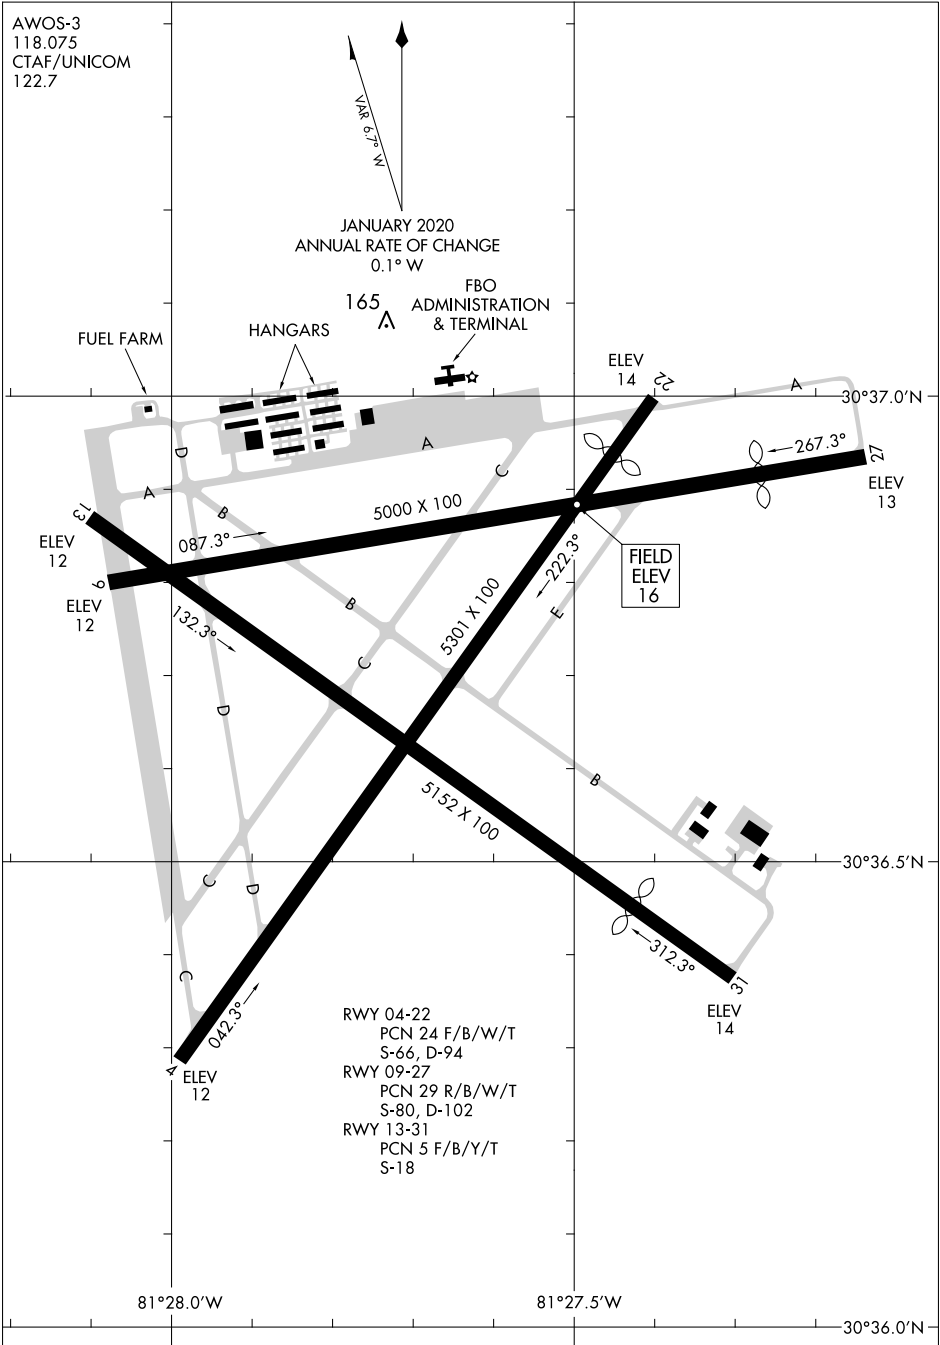 AWOS-3
118.075
CTAF/UNICOM
122.7
VAR 6.7° W
JANUARY 2020
ANNUAL RATE OF CHANGE
0.1° W
165
FBO
ADMINISTRATION
& TERMINAL
FUEL FARM
HANGARS
ELEV
14
22
A
30°37.0'N
267.3°
27
ELEV
13
D
A
C
A
B
13
ELEV
12
5000 X 100
087.3°
9
ELEV
12
222.3°
FIELD
ELEV
16
132.3°
B
E
5301 X 100
C
D
5152 X 100
B
30°36.5'N
C
D
312.3°
31
ELEV
14
C
042.3°
4
ELEV
12
RWY 04-22
PCN 24 F/B/W/T
S-66, D-94
RWY 09-27
PCN 29 R/B/W/T
S-80, D-102
RWY 13-31
PCN 5 F/B/Y/T
S-18
81°28.0'W
81°27.5'W
30°36.0'N